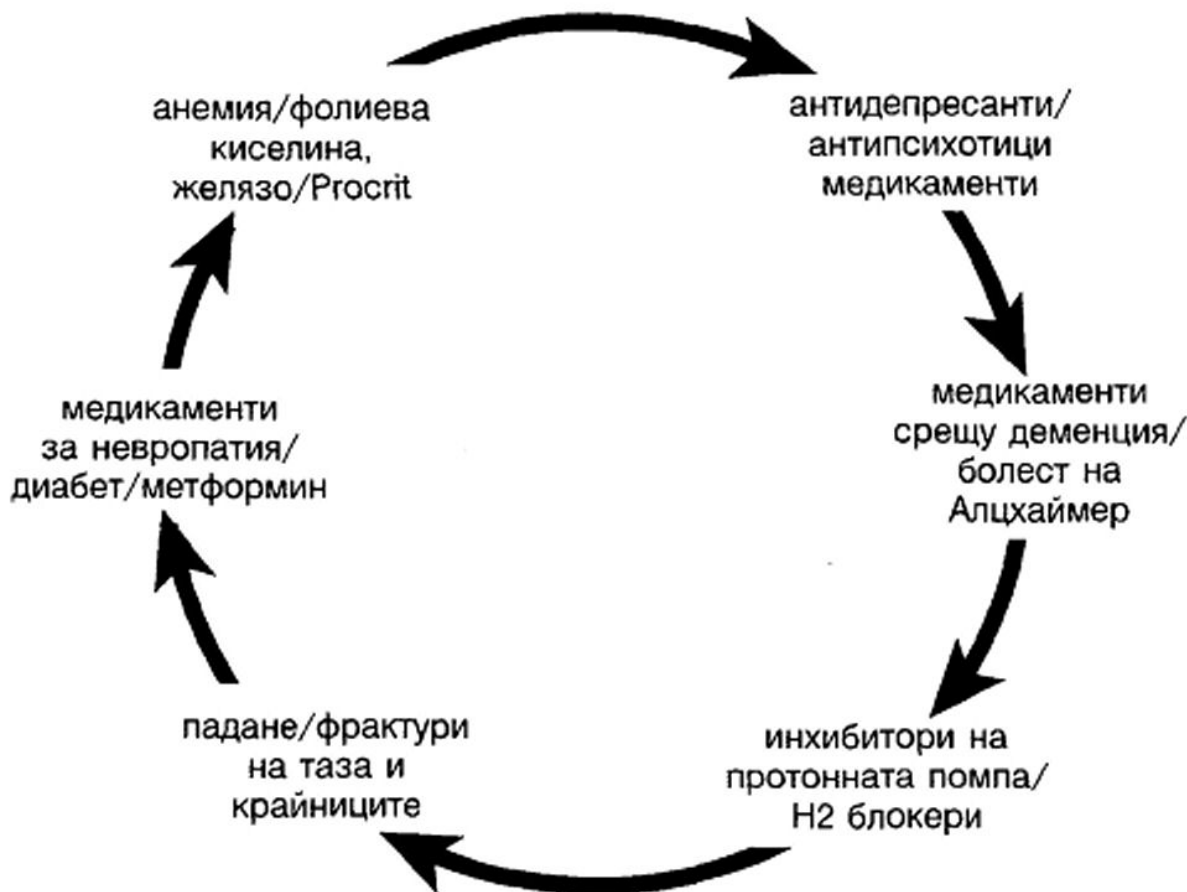 анемия/фолиева
киселина,
желязо/Procrit
антидепресанти/
антипсихотици
медикаменти
медикаменти
срещу деменция/
болест на
Алцхаймер
инхибитори на
протонната помпа/
H2 блокери
падане/фрактури
на таза и
крайниците
медикаменти
за невропатия/
диабет/метформин